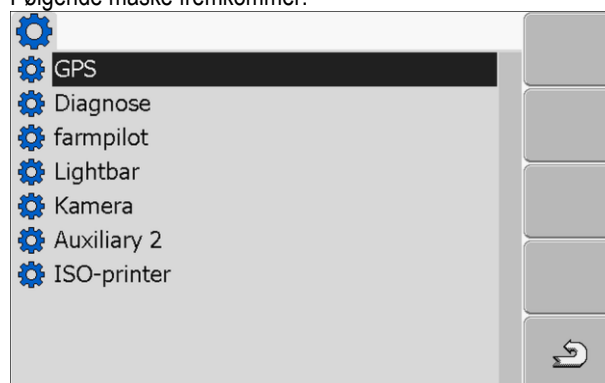 Følgende maske fremkommer:
GPS
Diagnose
farmpilot
Lightbar
Kamera
Auxiliary 2
ISO-printer